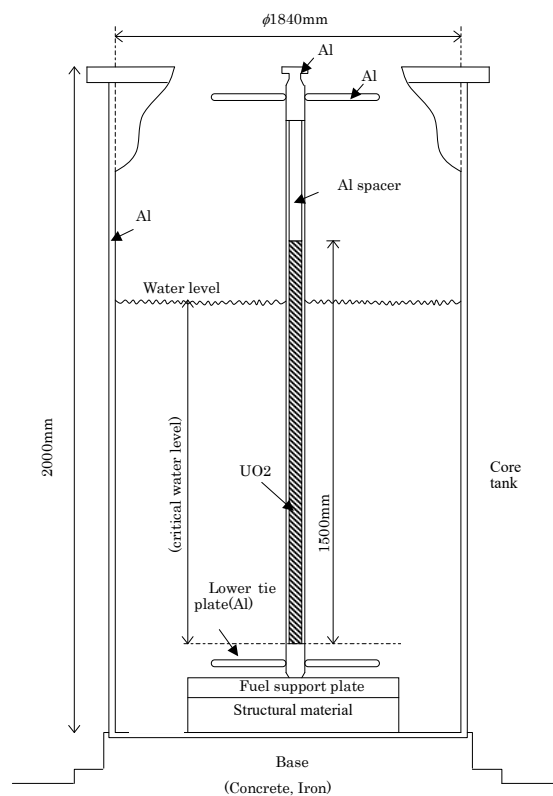 ϕ1840mm
Al
Al
Al spacer
Al
Water level
2000mm
(critical water level)
UO2
1500mm
Core
tank
Lower tie
plate(Al)
Fuel support plate
Structural material
Base
(Concrete, Iron)